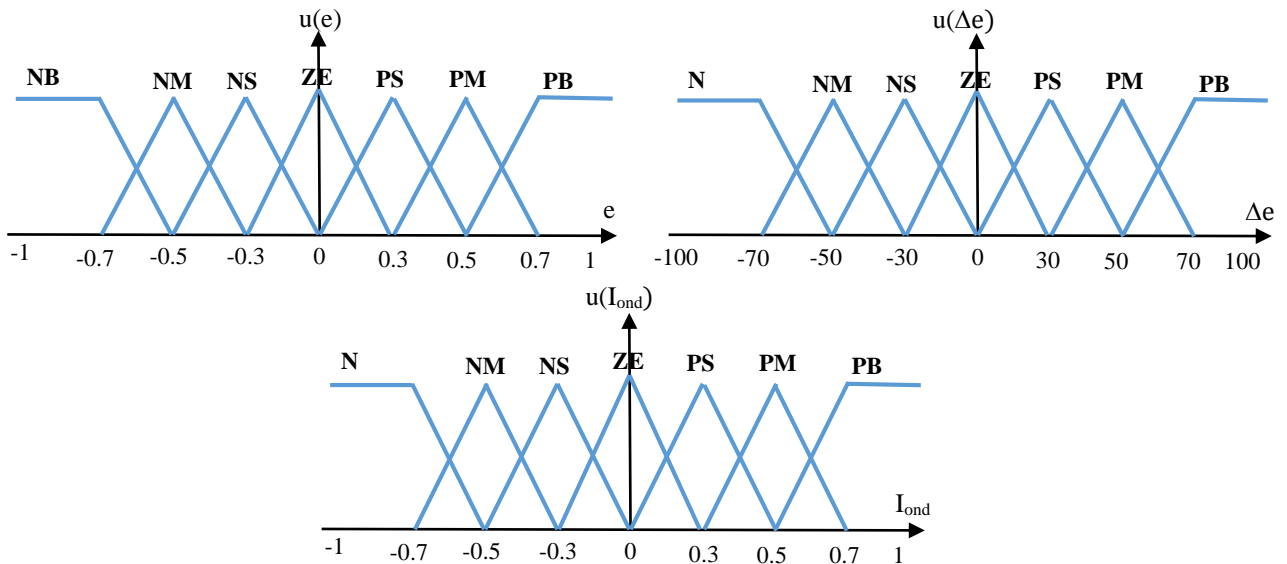 u(e)
NB NM NS ZE PS PM PB
e
-1 -0.7 -0.5 -0.3 0 0.3 0.5 0.7 1
u(Δe)
N NM NS ZE PS PM PB
Δe
-100 -70 -50 -30 0 30 50 70 100
u(Iond)
N NM NS ZE PS PM PB
Iond
-1 -0.7 -0.5 -0.3 0 0.3 0.5 0.7 1